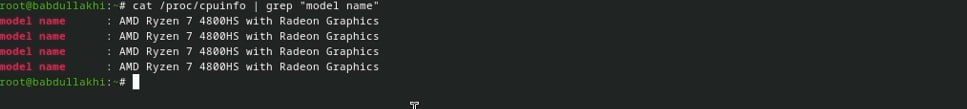 root@babdullakhi:~# cat /proc/cpuinfo | grep "model name"
model name      : AMD Ryzen 7 4800HS with Radeon Graphics
model name      : AMD Ryzen 7 4800HS with Radeon Graphics
model name      : AMD Ryzen 7 4800HS with Radeon Graphics
model name      : AMD Ryzen 7 4800HS with Radeon Graphics
root@babdullakhi:~#